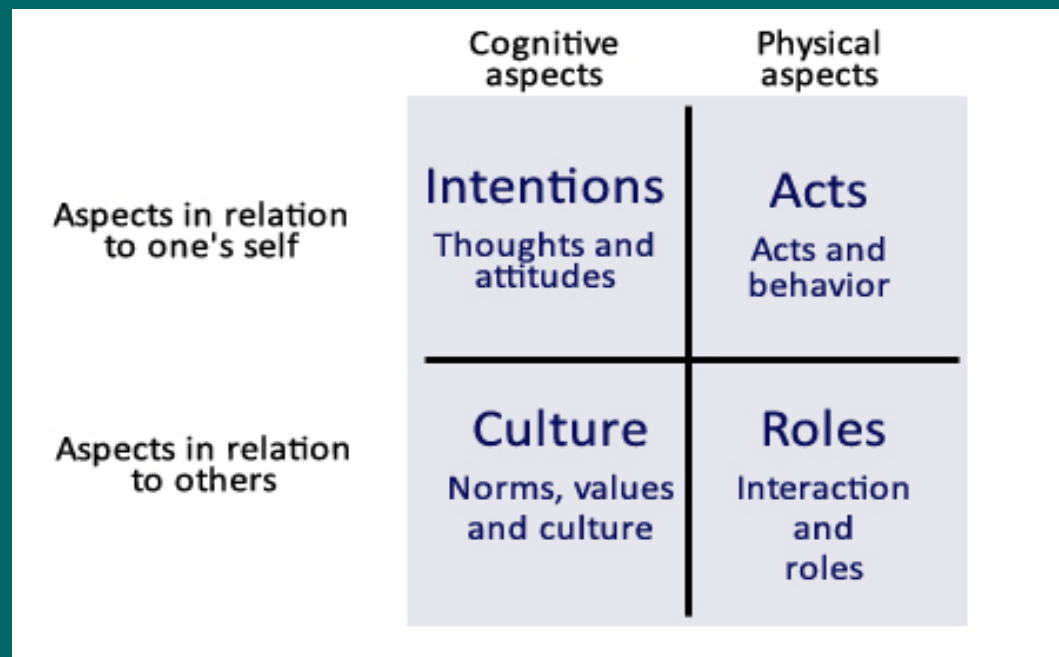 Cognitive
aspects
Physical
aspects
Aspects in relation
to one's self
Intentions
Thoughts and
attitudes
Acts
Acts and
behavior
Aspects in relation
to others
Culture
Norms, values
and culture
Roles
Interaction
and
roles